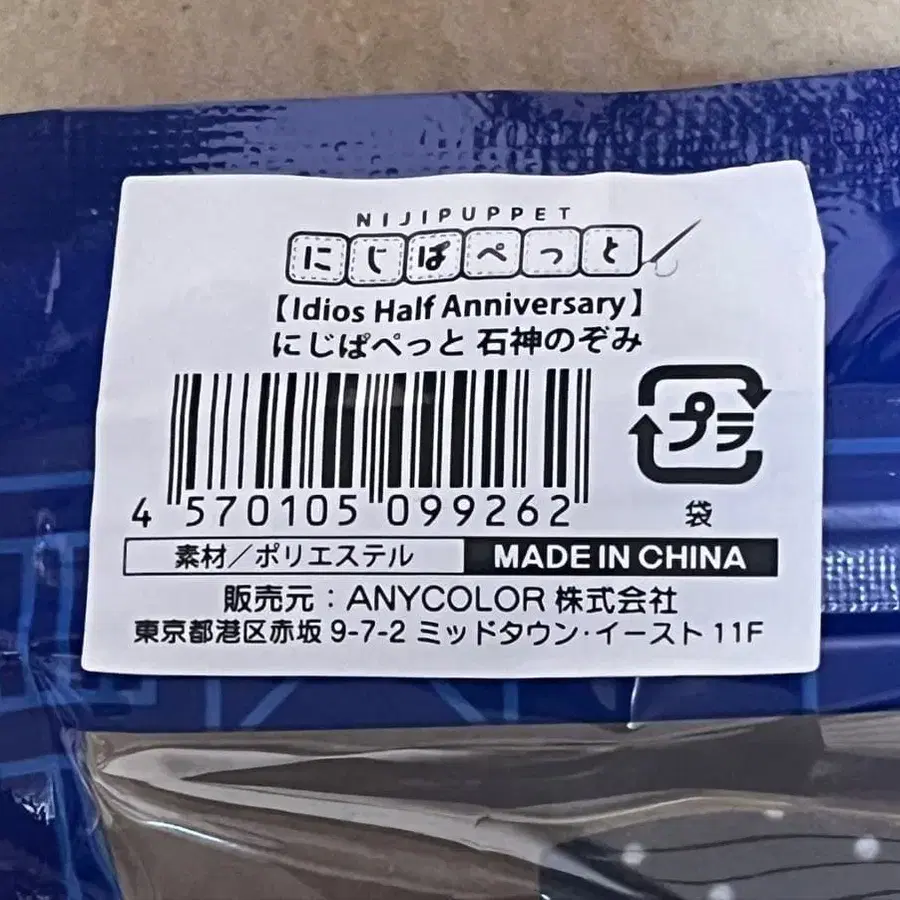 NIJIPUPPET
にじぱぺっと
【Idios Half Anniversary】
にじぱぺっと 石神のぞみ
プラ
4 570105 099262
袋
素材／ポリエステル MADE IN CHINA
販売元：ANYCOLOR 株式会社
東京都港区赤坂 9-7-2 ミッドタウン・イースト 11F